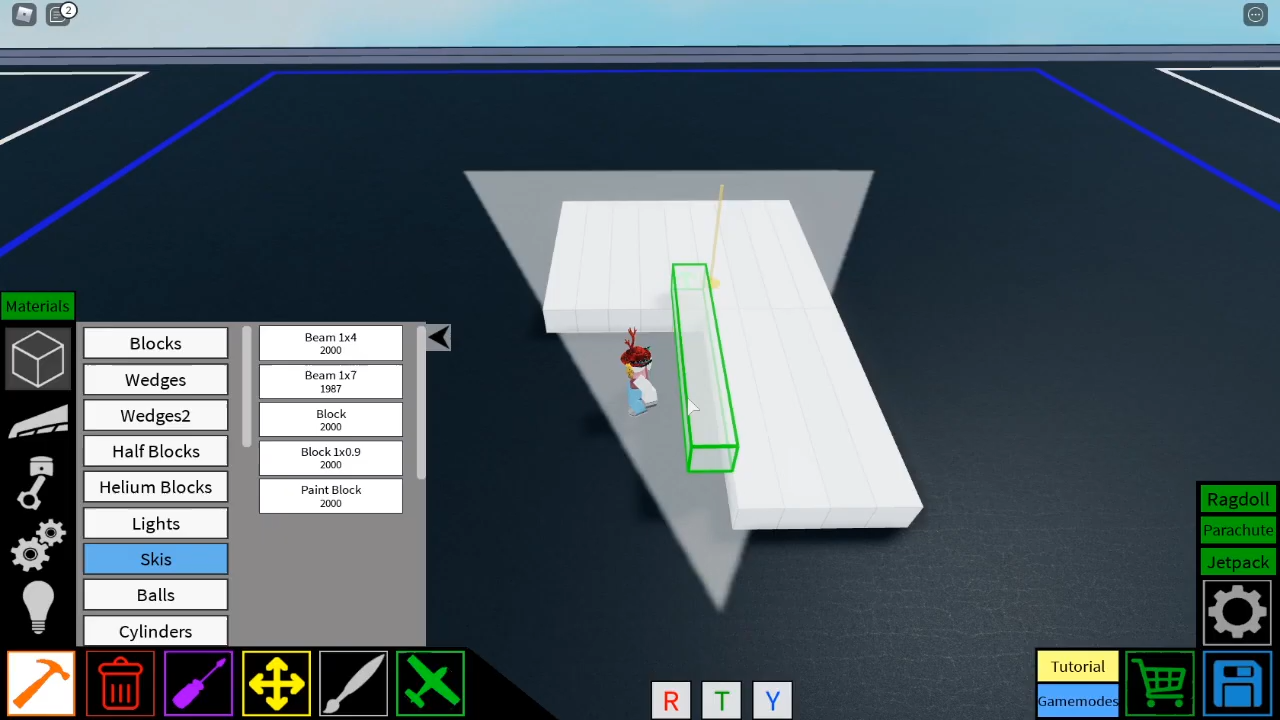 2
Materials
Blocks
Wedges
Wedges2
Half Blocks
Helium Blocks
Lights
Skis
Balls
Cylinders
Beam 1x4
2000
Beam 1x7
1987
Block
2000
Block 1x0.9
2000
Paint Block
2000
Ragdoll
Parachute
Jetpack
Tutorial
Gamemodes
R T Y